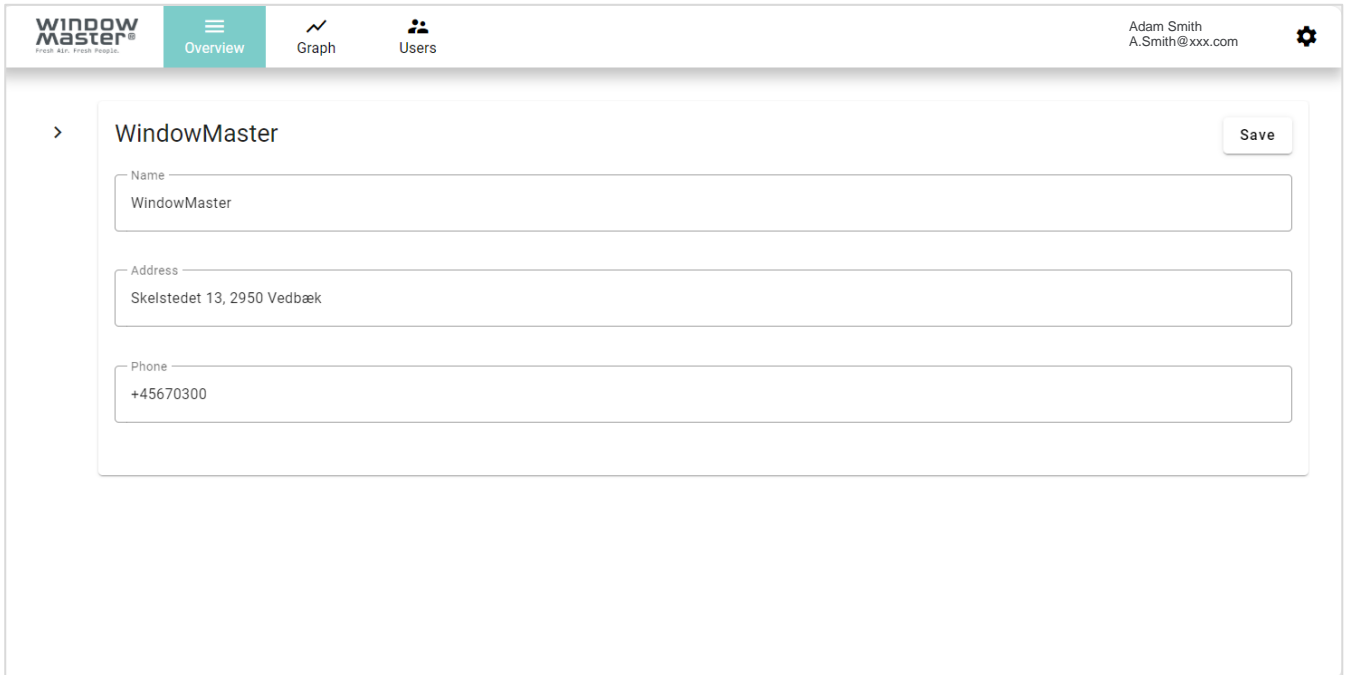 WINDOW
Master®
Fresh Air. Fresh People.
Overview
Graph
Users
Adam Smith
A.Smith@xxx.com
WindowMaster
Save
Name
WindowMaster
Address
Skelstedet 13, 2950 Vedbæk
Phone
+45670300